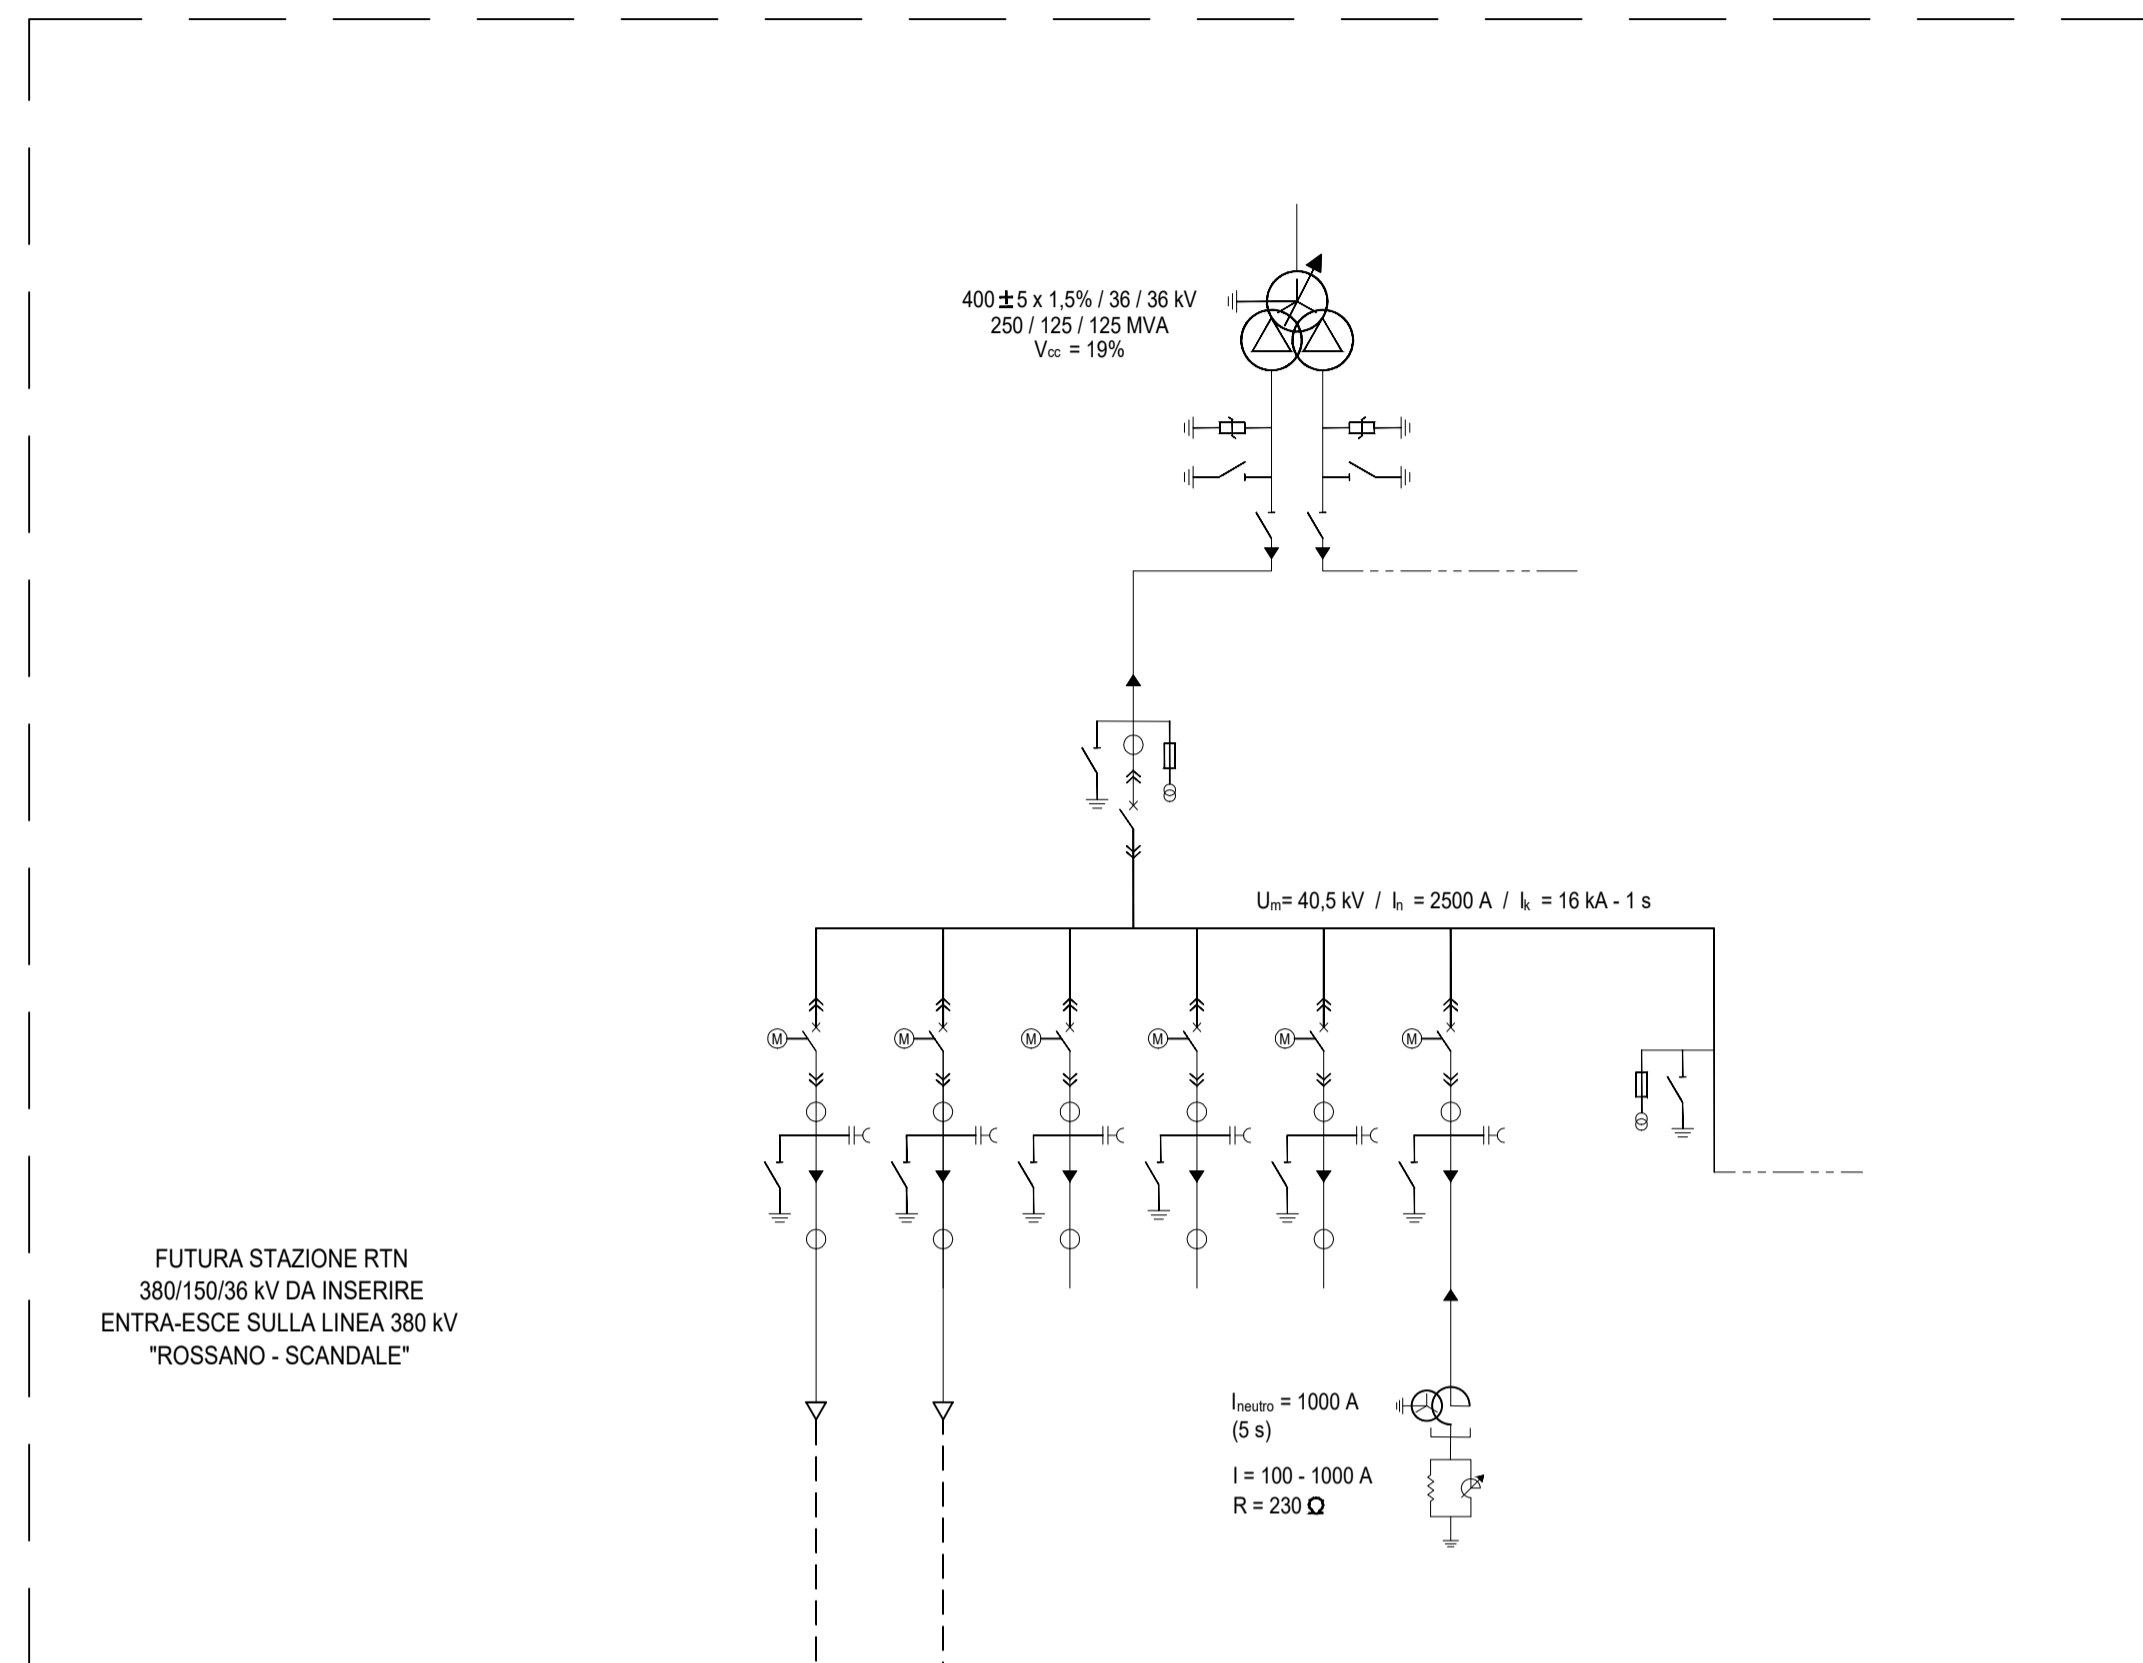 400 ± 5 x 1,5% / 36 / 36 kV
250 / 125 / 125 MVA
Vcc = 19%
Um= 40,5 kV / In = 2500 A / Ik = 16 kA - 1 s
M M M M M M
FUTURA STAZIONE RTN
380/150/36 kV DA INSERIRE
ENTRA-ESCE SULLA LINEA 380 kV
"ROSSANO - SCANDALE"
Ineutro = 1000 A
(5 s)
I = 100 - 1000 A
R = 230 Ω